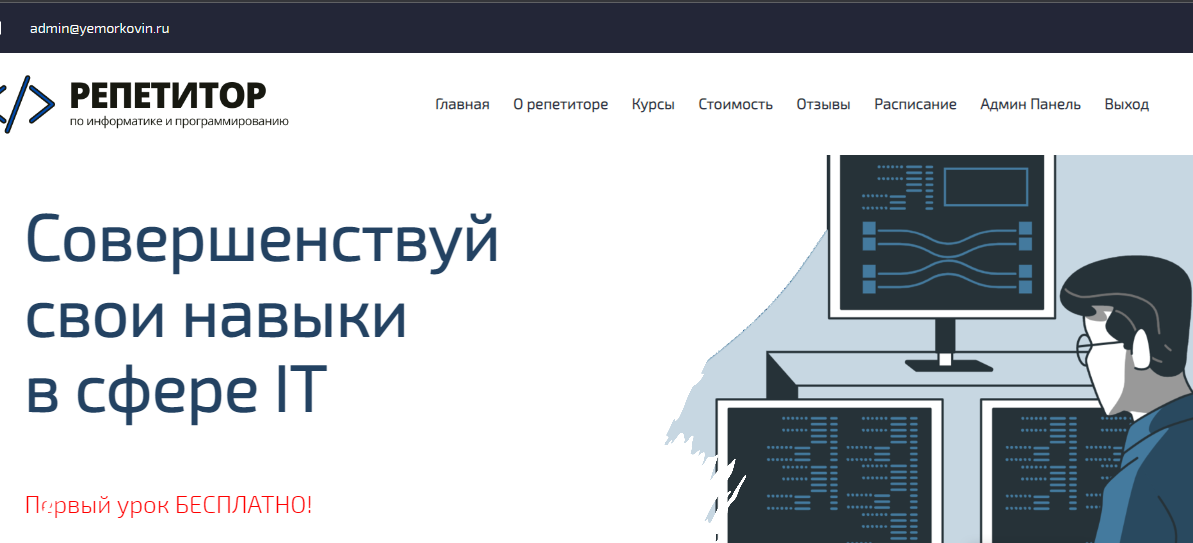 admin@yemorkovin.ru
РЕПЕТИТОР
по информатике и программированию
Главная О репетиторе Курсы Стоимость Отзывы Расписание Админ Панель Выход
Совершенствуй
свои навыки
в сфере IT
Первый урок БЕСПЛАТНО!